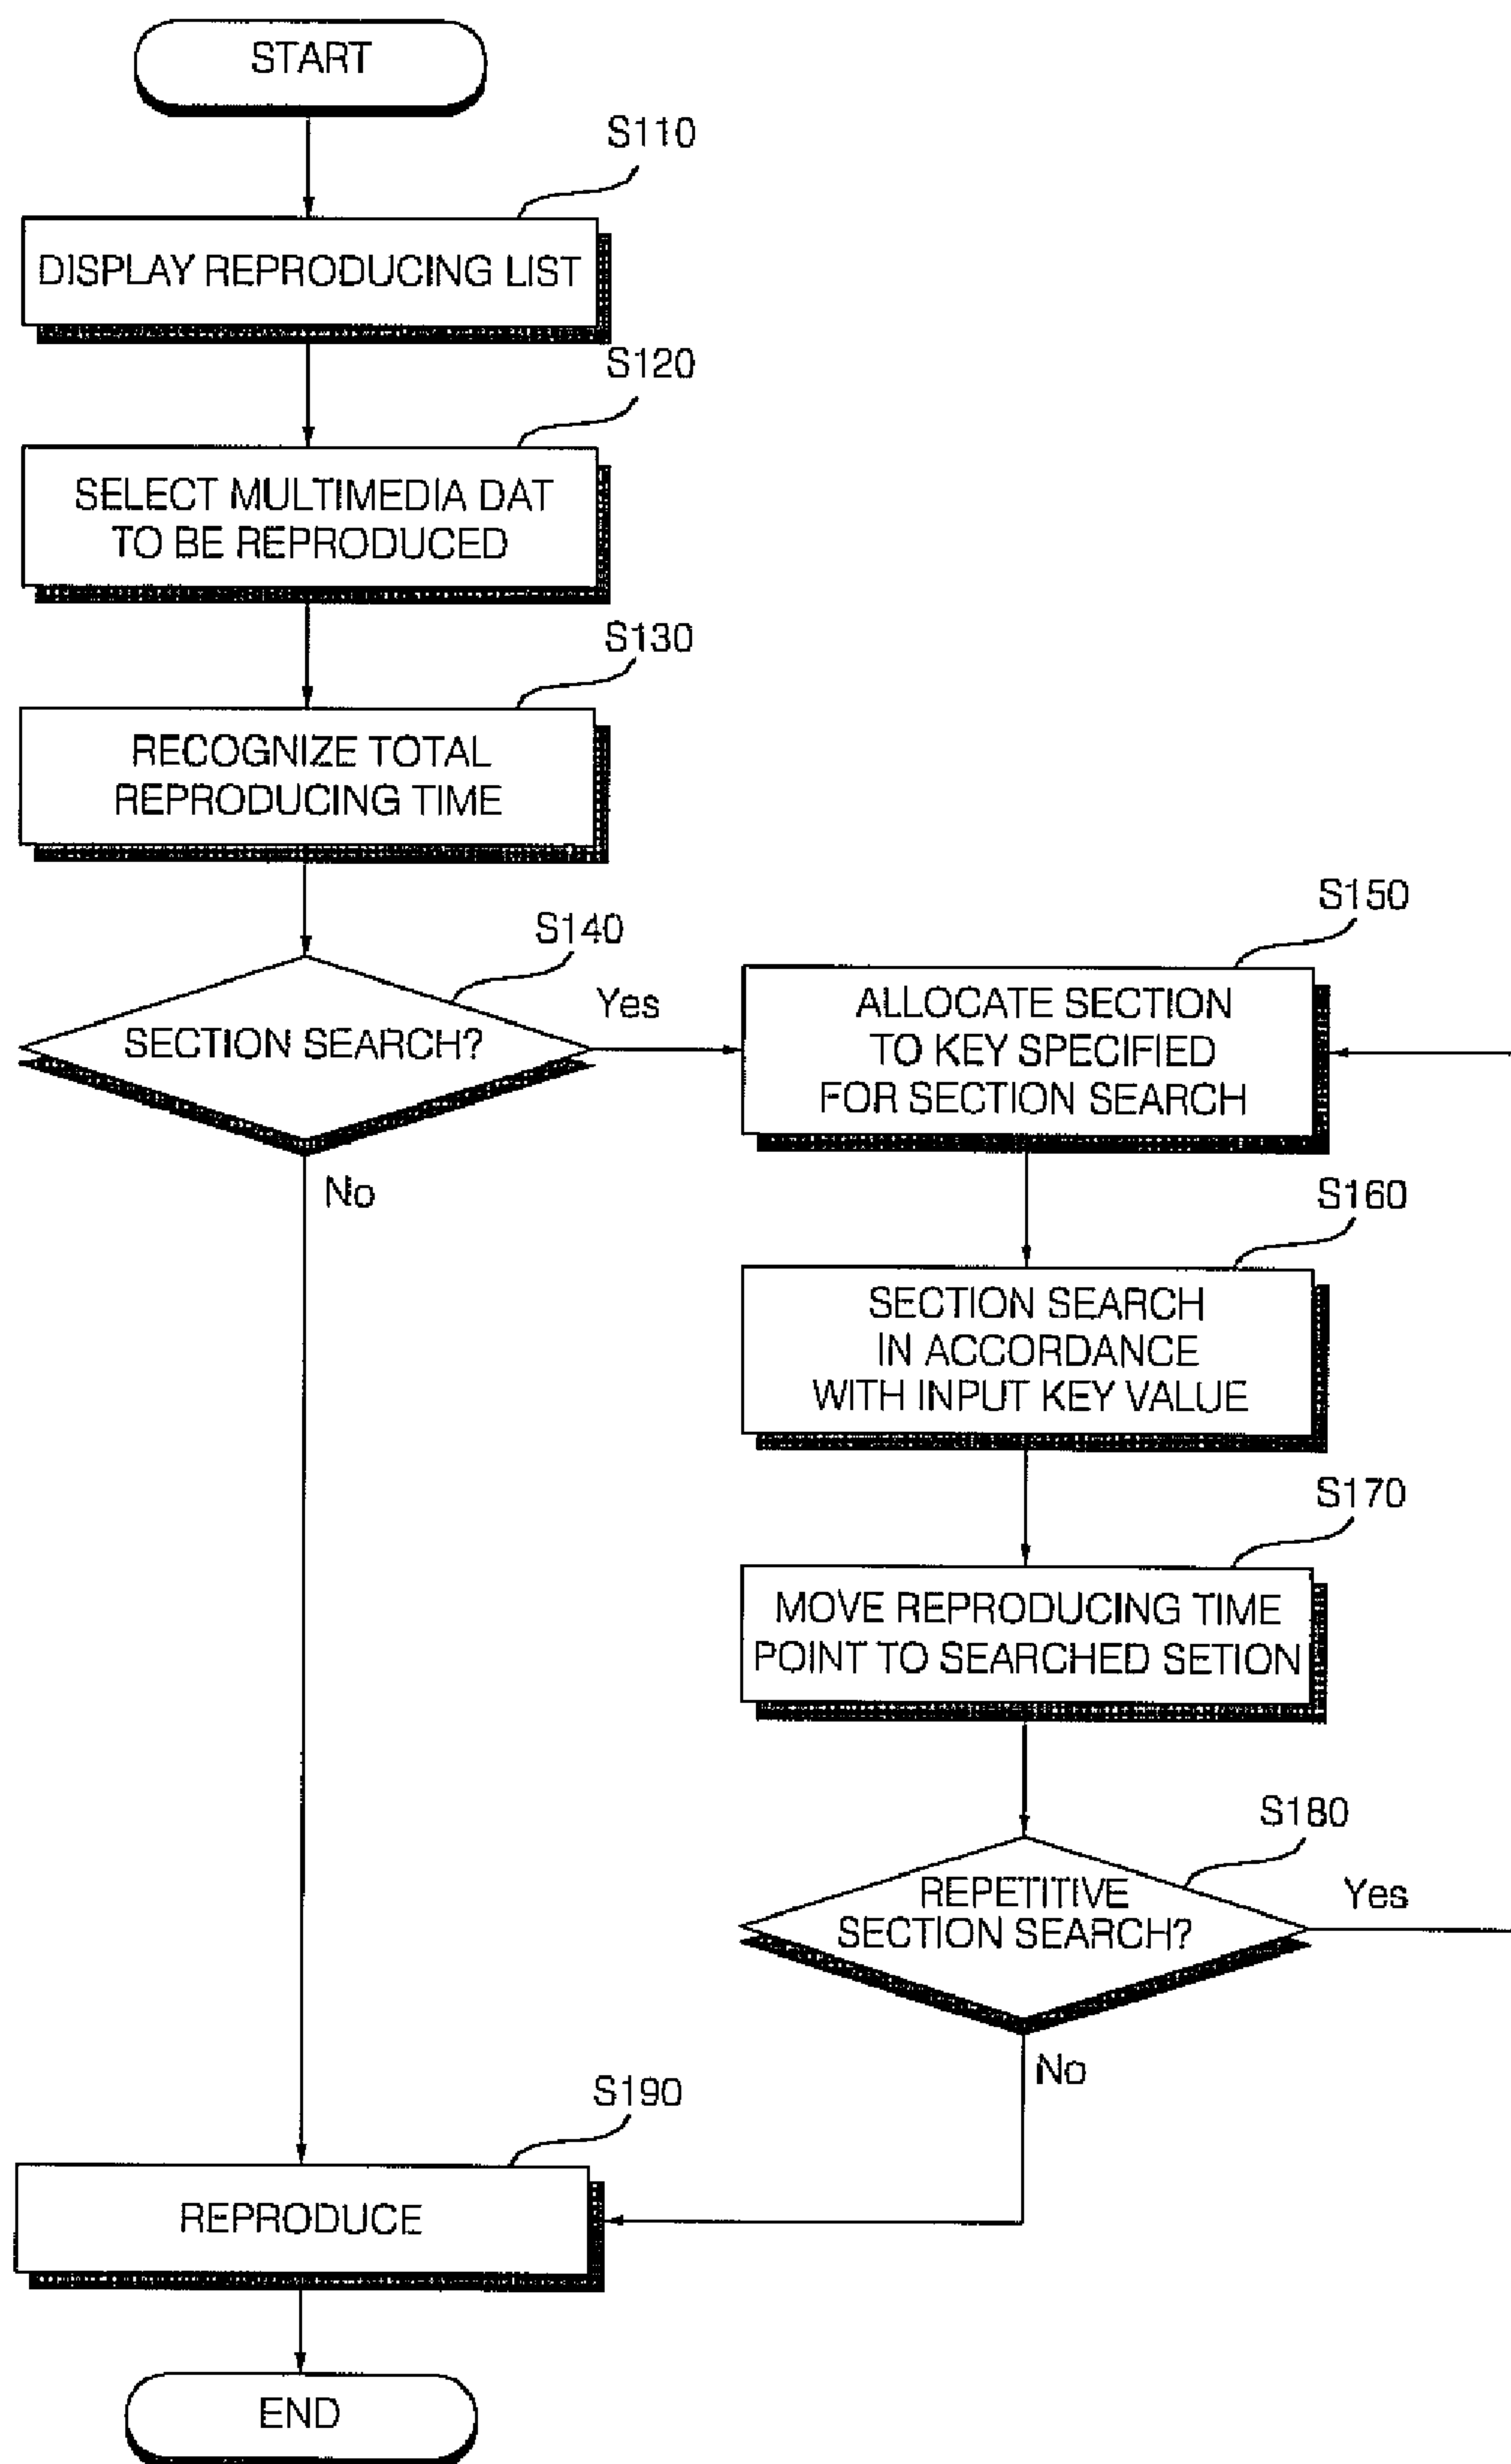 START
S110
DISPLAY REPRODUCING LIST
S120
SELECT MULTIMEDIA DAT
TO BE REPRODUCED
S130
RECOGNIZE TOTAL
REPRODUCING TIME
S140
SECTION SEARCH?
Yes
No
S150
ALLOCATE SECTION
TO KEY SPECIFIED
FOR SECTION SEARCH
S160
SECTION SEARCH
IN ACCORDANCE
WITH INPUT KEY VALUE
S170
MOVE REPRODUCING TIME
POINT TO SEARCHED SETION
S180
REPETITIVE
SECTION SEARCH?
Yes
No
S190
REPRODUCE
END